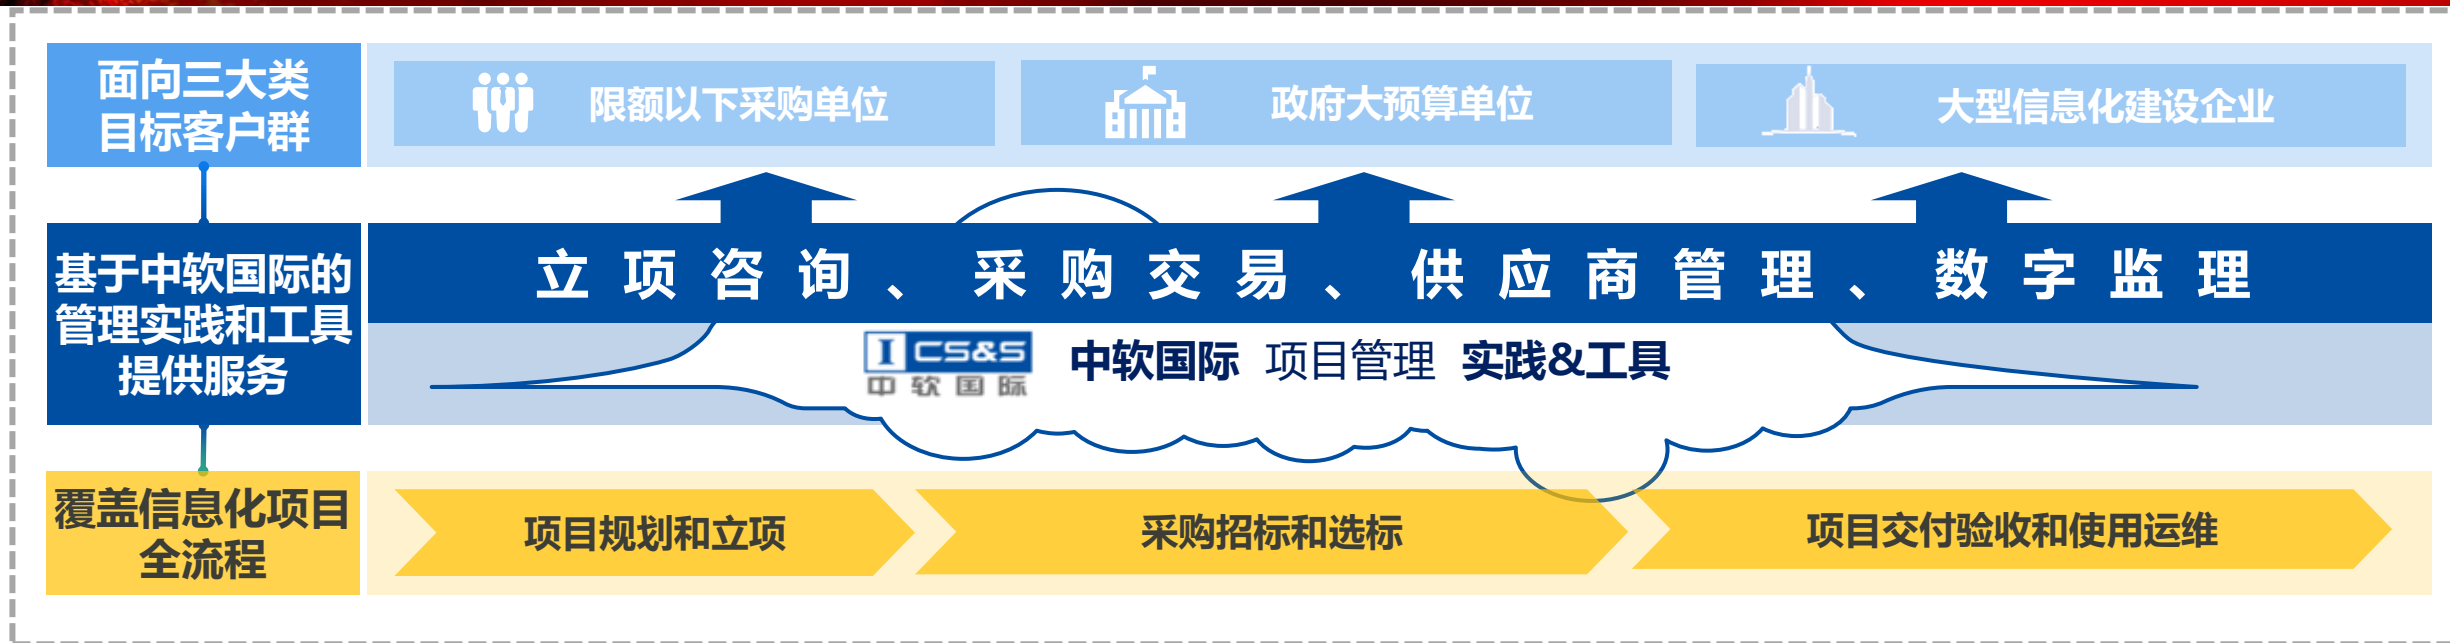 面向三大类
目标客户群
限额以下采购单位
政府大预算单位
大型信息化建设企业
基于中软国际的
管理实践和工具
提供服务
立项咨询、采购交易、供应商管理、数字监理
I CS&S
中软国际
中软国际 项目管理 实践&工具
覆盖信息化项目
全流程
项目规划和立项
采购招标和选标
项目交付验收和使用运维